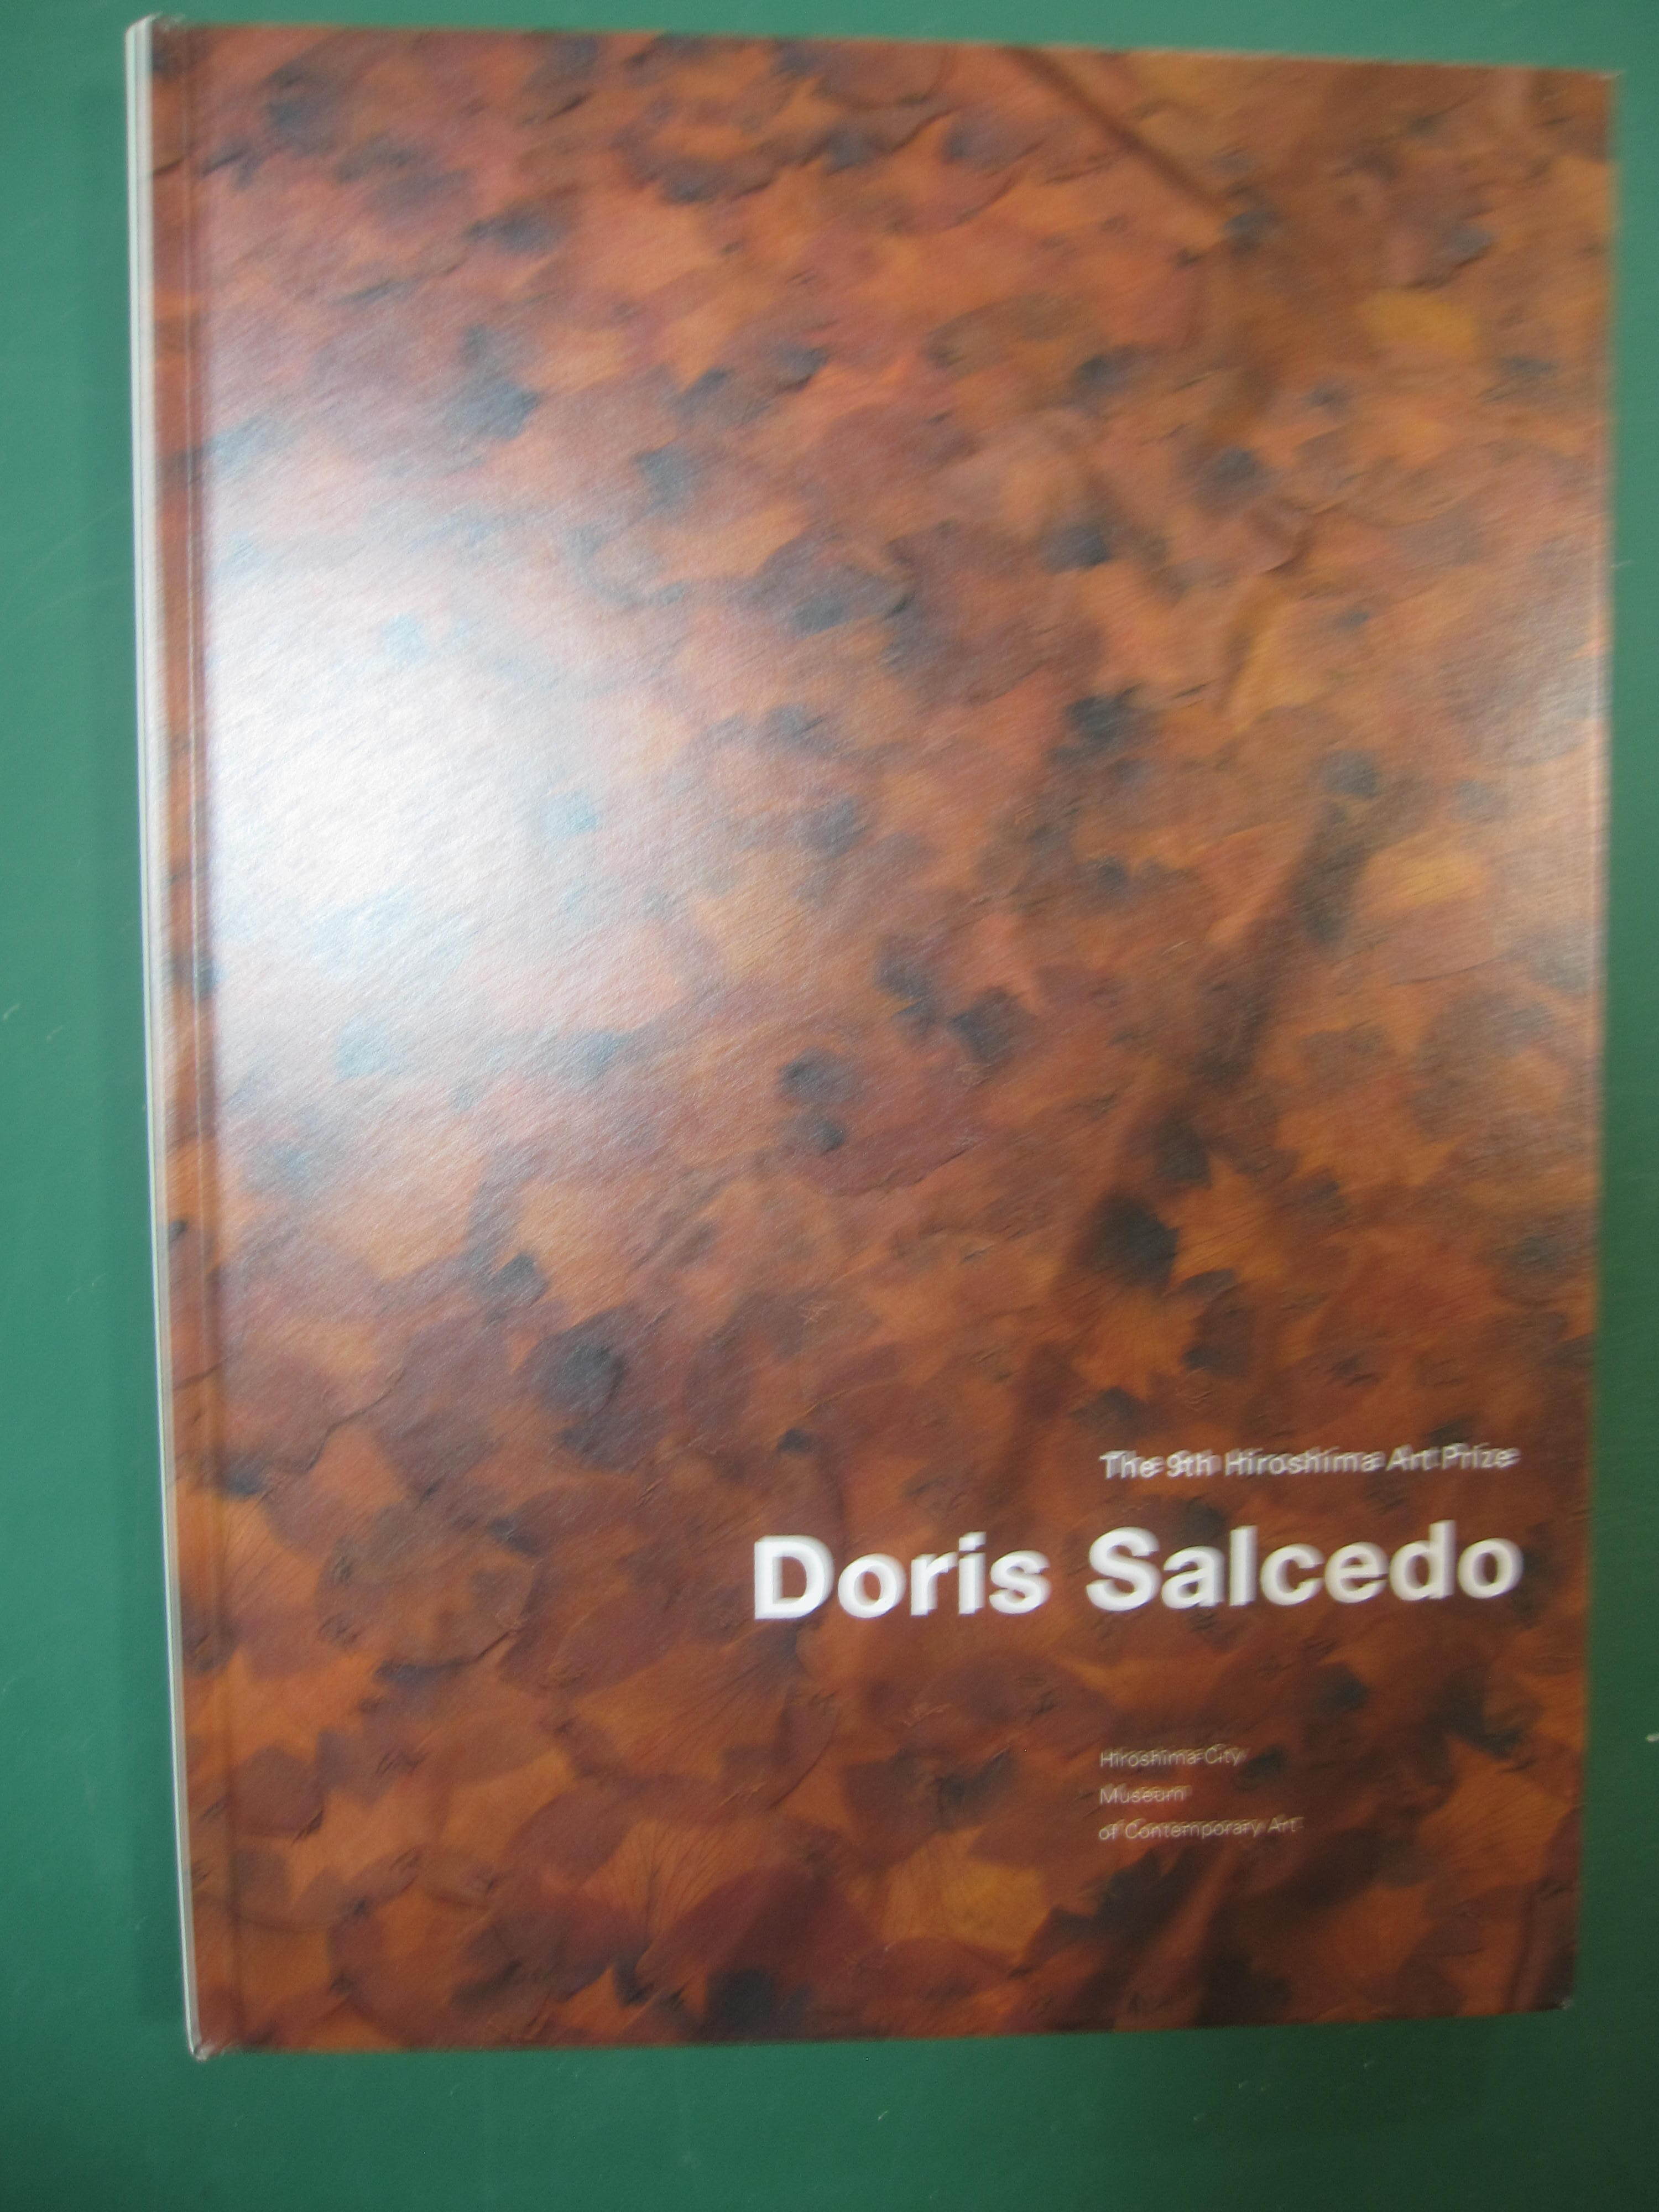 The 9th Hiroshima Art Prize
Doris Salcedo
Hiroshima City
Museum
of Contemporary Art